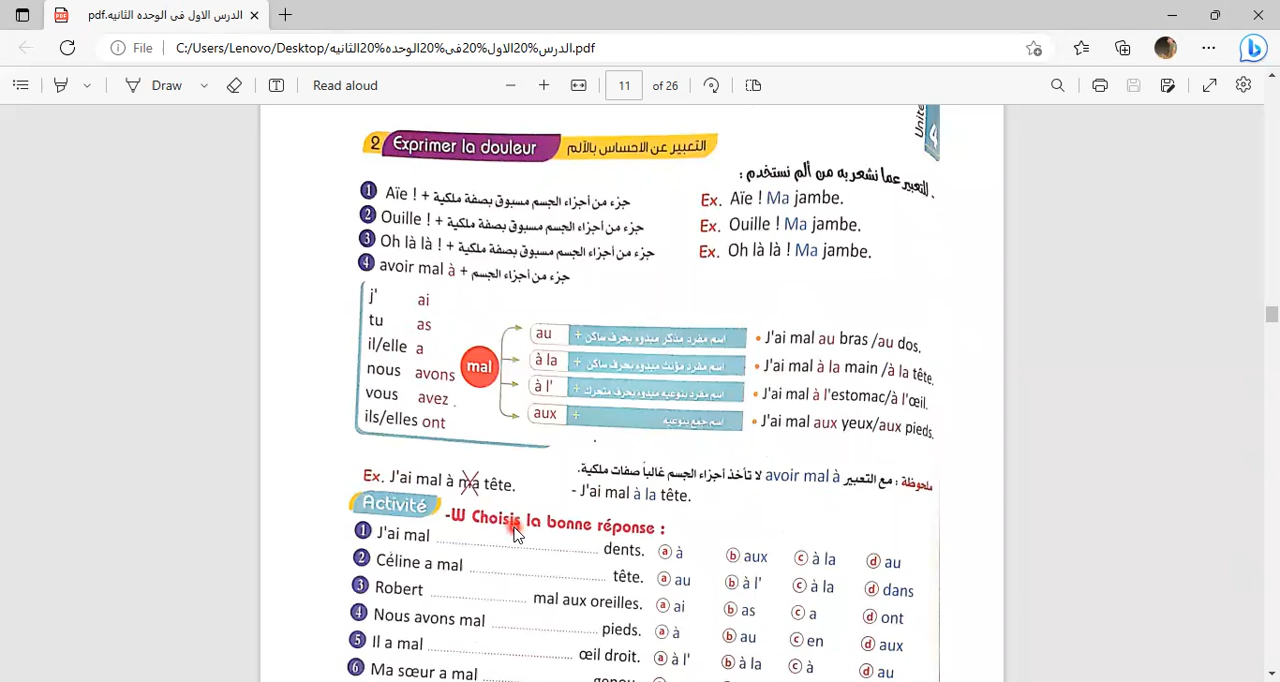 الدرس الاول فى الوحده الثانيه.pdf
File C:/Users/Lenovo/Desktop/الدرس%20الاول%20فى%20الوحده%20الثانيه.pdf
Draw Read aloud 11 of 26
Unité 4
2 Exprimer la douleur التعبير عن الاحساس بالألم
. للتعبير عما نشعر به من ألم نستخدم :
1 Aïe ! + جزء من أجزاء الجسم مسبوق بصفة ملكية Ex. Aïe ! Ma jambe.
2 Ouille ! + جزء من أجزاء الجسم مسبوق بصفة ملكية Ex. Ouille ! Ma jambe.
3 Oh là là ! + جزء من أجزاء الجسم مسبوق بصفة ملكية Ex. Oh là là ! Ma jambe.
4 avoir mal à + جزء من أجزاء الجسم
j' ai
tu as
il/elle a
nous avons
vous avez .
ils/elles ont
mal
au + اسم مفرد مذكر مبدوء بحرف ساكن • J'ai mal au bras /au dos.
à la + اسم مفرد مؤنث مبدوء بحرف ساكن • J'ai mal à la main /à la tête.
à l' + اسم مفرد بنوعيه مبدوء بحرف متحرك • J'ai mal à l'estomac/à l'œil.
aux + اسم جمع بنوعيه • J'ai mal aux yeux/aux pieds.
ملحوظة : مع التعبير avoir mal à لا تأخذ أجزاء الجسم غالباً صفات ملكية.
Ex. J'ai mal à ma tête. - J'ai mal à la tête.
Activité -W Choisis la bonne réponse :
1 J'ai mal ........ dents. a à b aux c à la d au
2 Céline a mal ........ tête. a au b à l' c à la d dans
3 Robert ........ mal aux oreilles. a ai b as c a d ont
4 Nous avons mal ........ pieds. a à b au c en d aux
5 Il a mal ........ œil droit. a à l' b à la c à d au
6 Ma sœur a mal